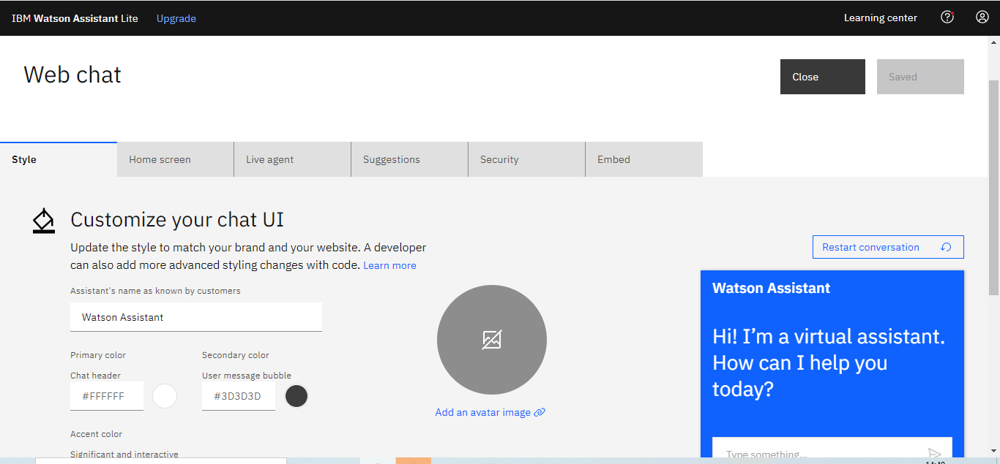 IBM Watson Assistant Lite Upgrade Learning center
Web chat
Close
Saved
Style
Home screen
Live agent
Suggestions
Security
Embed
Customize your chat UI
Update the style to match your brand and your website. A developer
can also add more advanced styling changes with code. Learn more
Assistant's name as known by customers
Watson Assistant
Primary color
Chat header
#FFFFFF
Secondary color
User message bubble
#3D3D3D
Accent color
Significant and interactive
Add an avatar image
Restart conversation
Watson Assistant
Hi! I’m a virtual assistant.
How can I help you
today?
Type something...